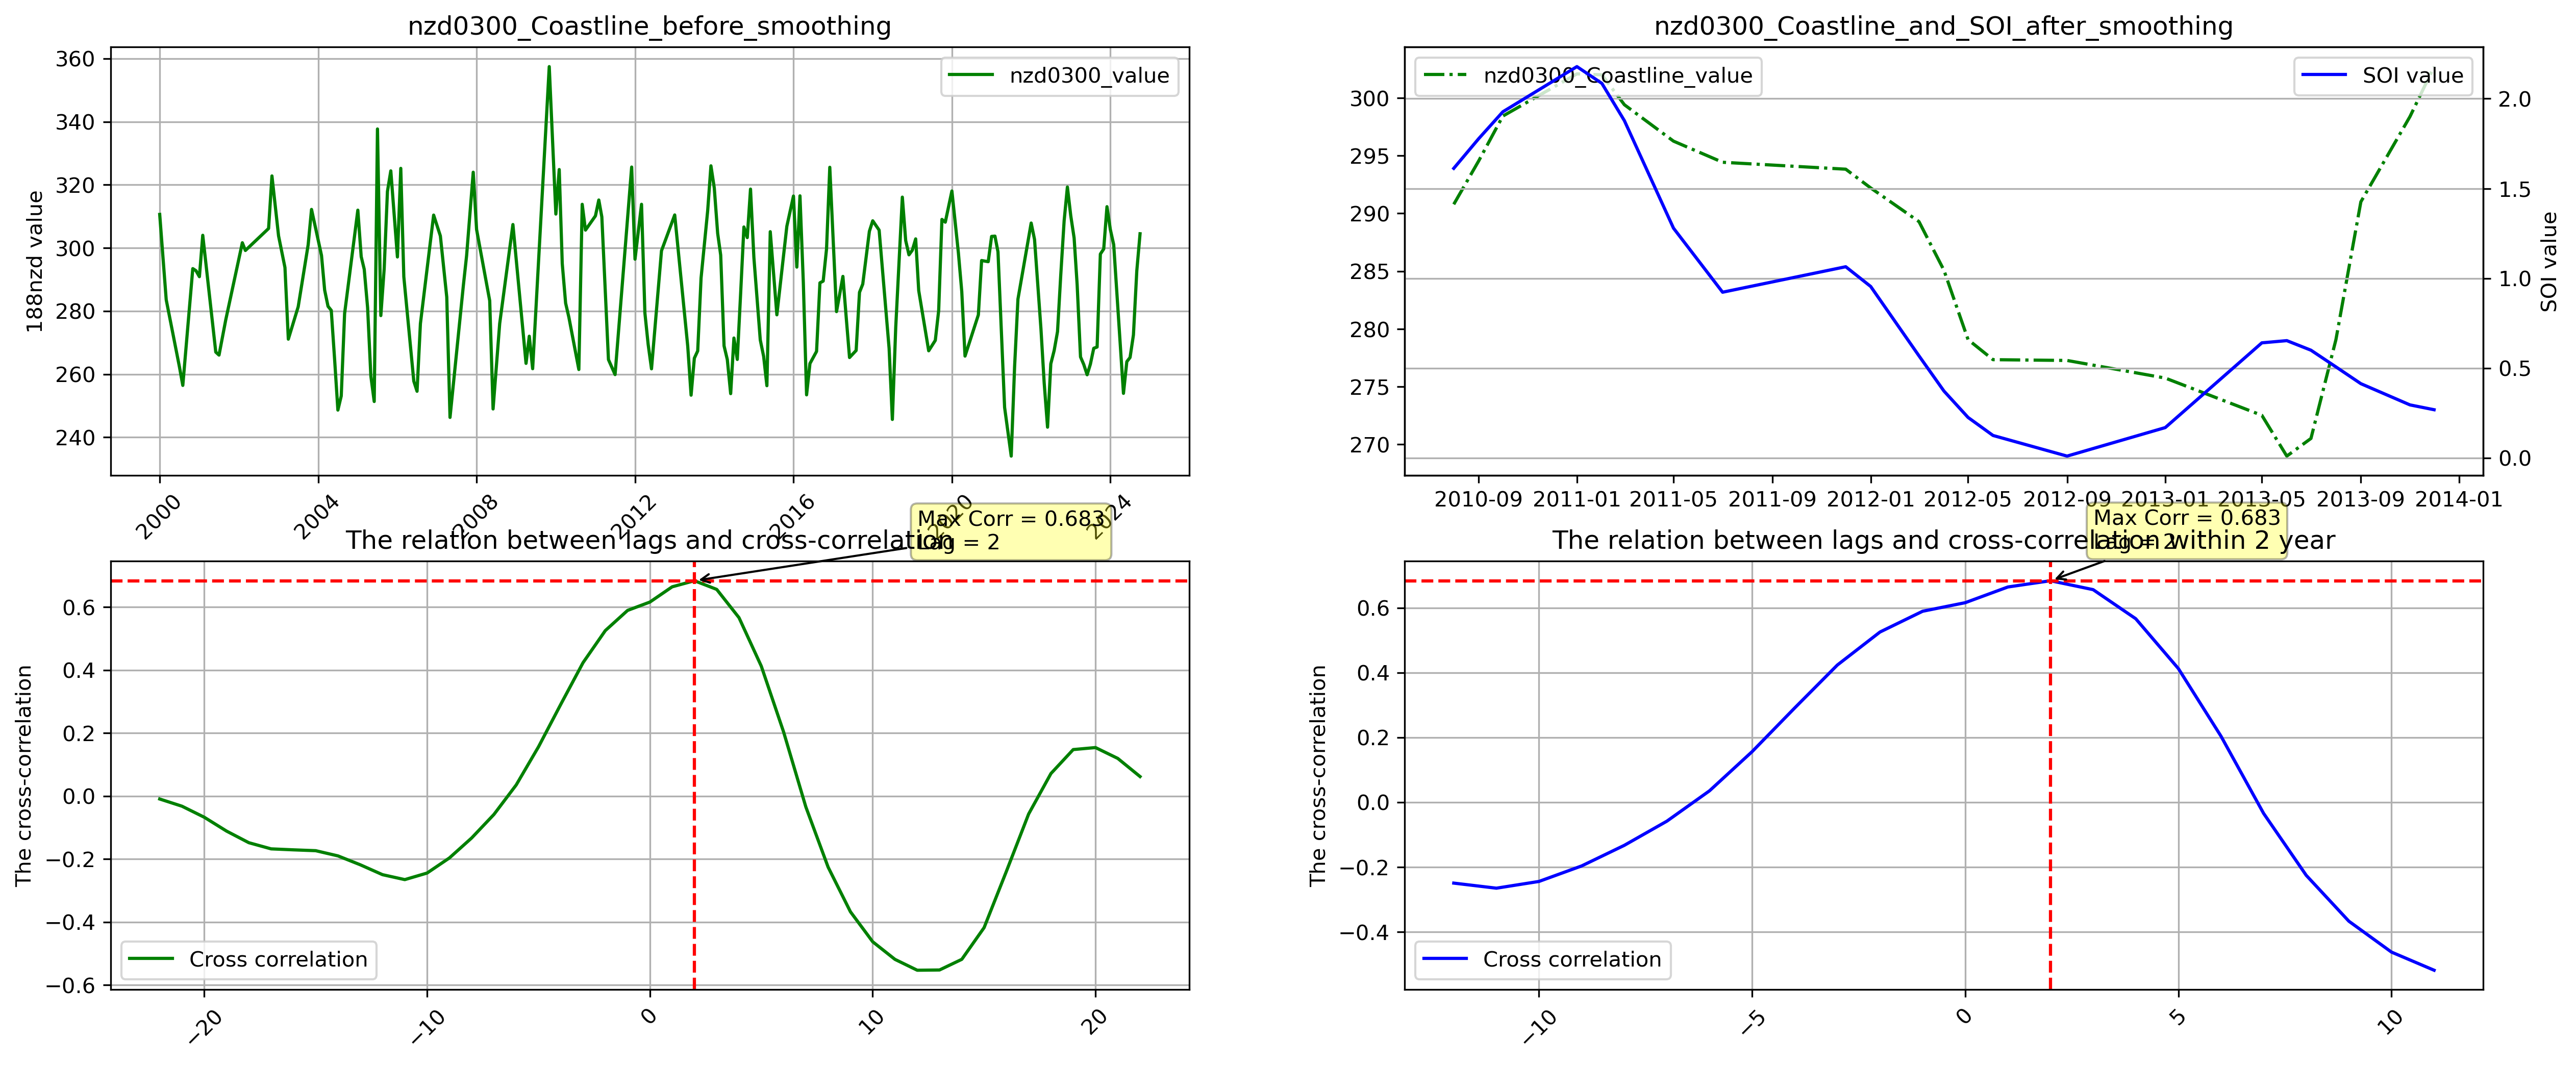 nzd0300_Coastline_before_smoothing
188nzd value
360
340
320
300
280
260
240
nzd0300_value
2000
2004
2008
2012
2016
2020
2024
nzd0300_Coastline_and_SOI_after_smoothing
300
295
290
285
280
275
270
nzd0300_Coastline_value
SOI value
2.0
1.5
1.0
0.5
0.0
SOI value
2010-09 2011-01 2011-05 2011-09 2012-01 2012-05 2012-09 2013-01 2013-05 2013-09 2014-01
The relation between lags and cross-correlation
Max Corr = 0.683
Lag = 2
The cross-correlation
0.6
0.4
0.2
0.0
−0.2
−0.4
−0.6
Cross correlation
−20
−10
0
10
20
The relation between lags and cross-correlation within 2 year
Max Corr = 0.683
Lag = 2
The cross-correlation
0.6
0.4
0.2
0.0
−0.2
−0.4
Cross correlation
−10
−5
0
5
10